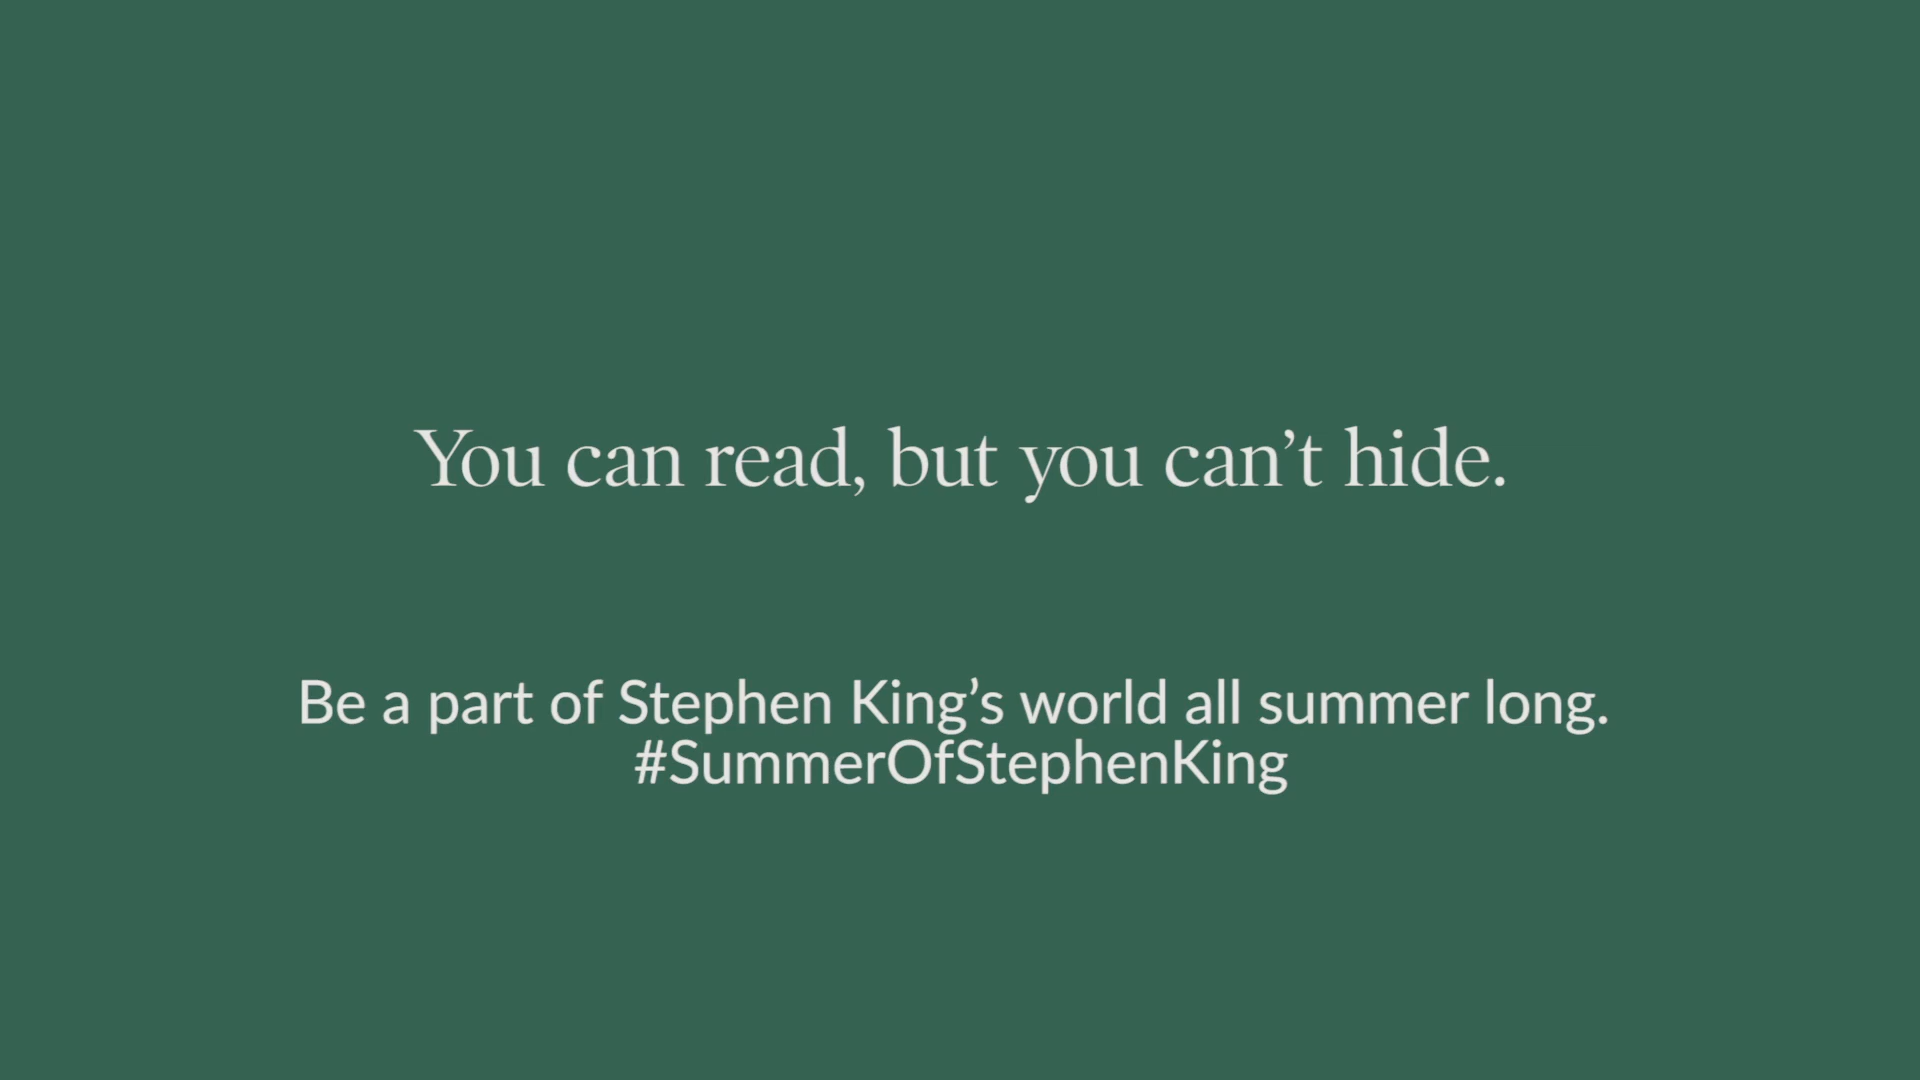 You can read, but you can’t hide.
Be a part of Stephen King’s world all summer long.
#SummerOfStephenKing